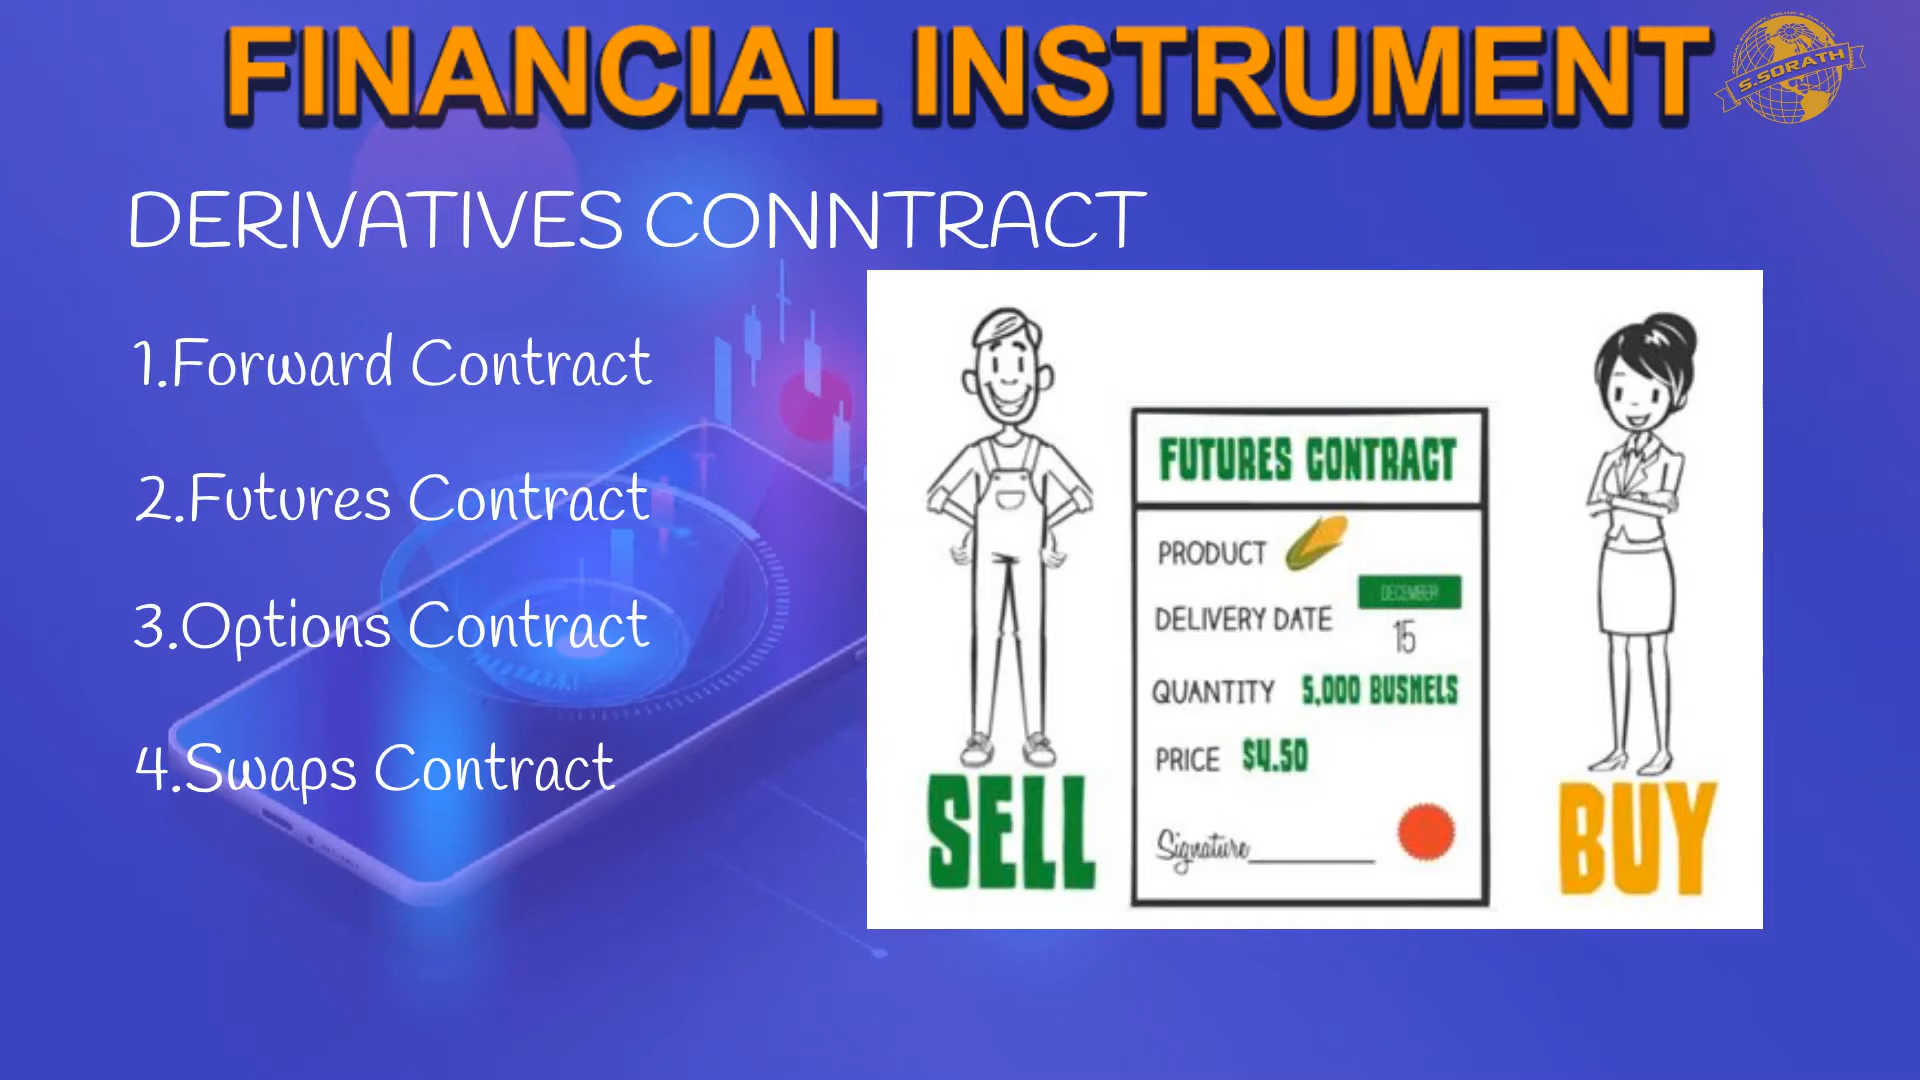 FINANCIAL INSTRUMENT
S.SORATH
DERIVATIVES CONNTRACT
1.Forward Contract
2.Futures Contract
3.Options Contract
4.Swaps Contract
FUTURES CONTRACT
PRODUCT
DELIVERY DATE
DECEMBER
15
QUANTITY 5,000 BUSHELS
PRICE $4.50
Signature
SELL
BUY